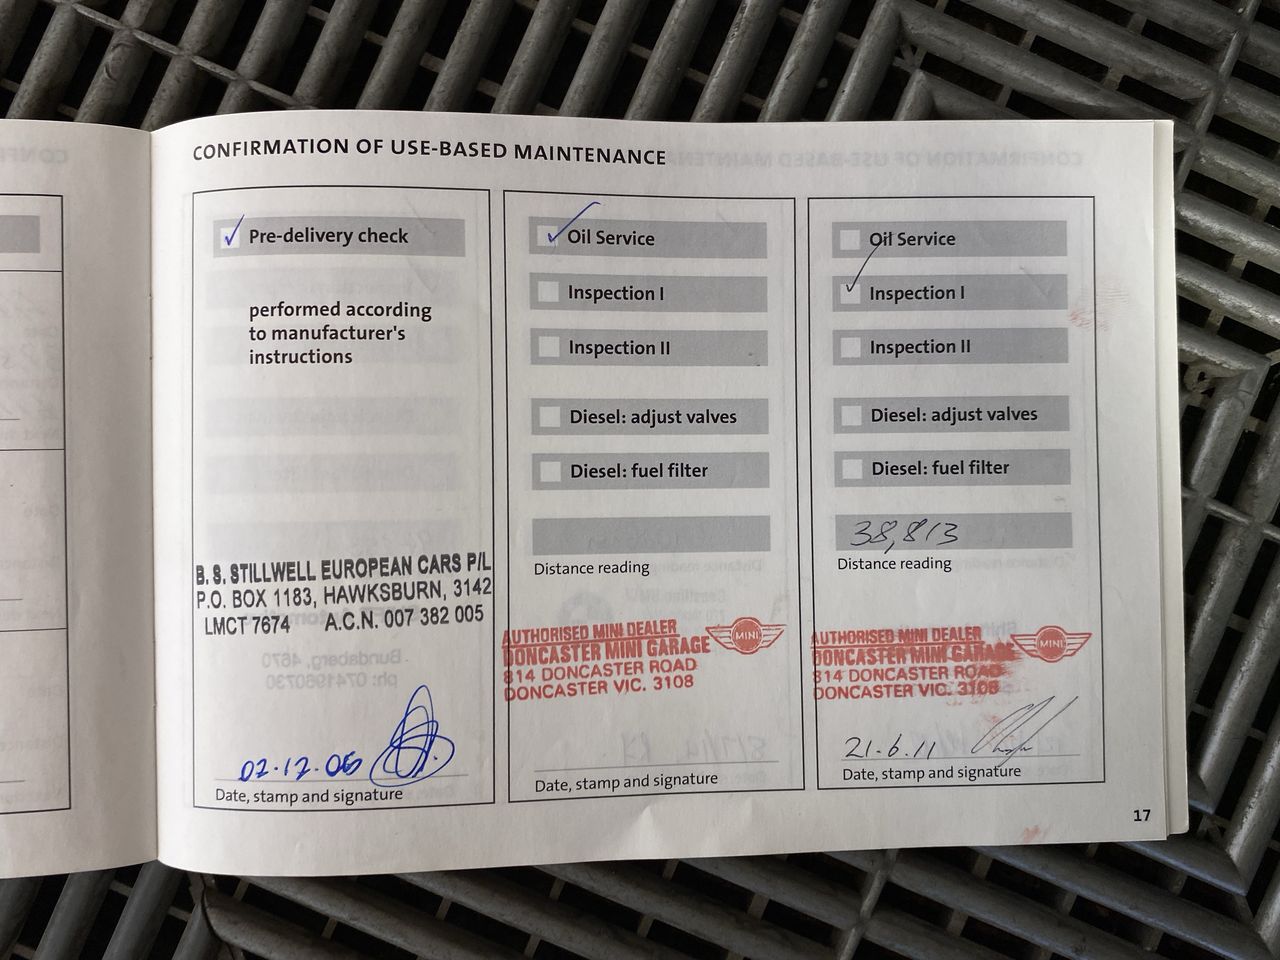 CONFIRMATION OF USE-BASED MAINTENANCE
Pre-delivery check
performed according
to manufacturer's
instructions
B. S. STILLWELL EUROPEAN CARS P/L
P.O. BOX 1183, HAWKSBURN, 3142
LMCT 7674 A.C.N. 007 382 005
02.12.06
Date, stamp and signature
Oil Service
Inspection I
Inspection II
Diesel: adjust valves
Diesel: fuel filter
Distance reading
AUTHORISED MINI DEALER
DONCASTER MINI GARAGE
MINI
814 DONCASTER ROAD
DONCASTER VIC. 3108
Date, stamp and signature
Oil Service
Inspection I
Inspection II
Diesel: adjust valves
Diesel: fuel filter
38,813
Distance reading
AUTHORISED MINI DEALER
DONCASTER MINI GARAGE
MINI
814 DONCASTER ROAD
DONCASTER VIC. 3108
21.6.11
Date, stamp and signature
17